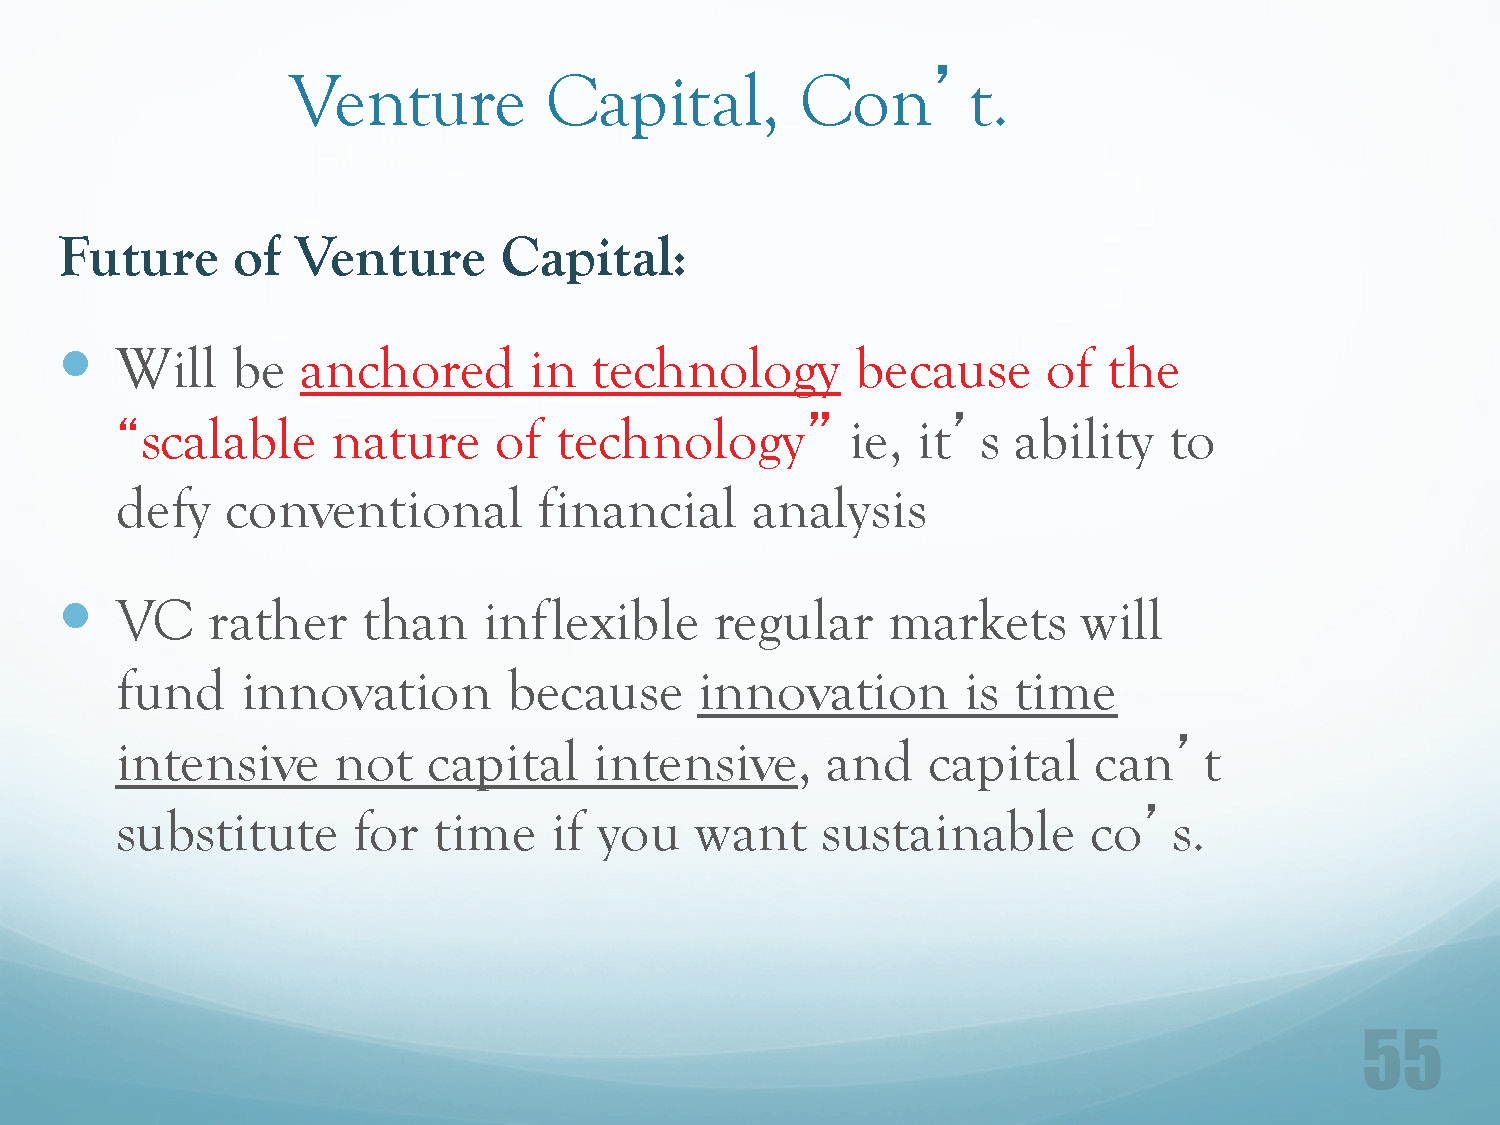 Venture Capital, Con’t.
Future of Venture Capital:
• Will be anchored in technology because of the
“scalable nature of technology” ie, it’s ability to
defy conventional financial analysis
• VC rather than inflexible regular markets will
fund innovation because innovation is time
intensive not capital intensive, and capital can’t
substitute for time if you want sustainable co’s.
55